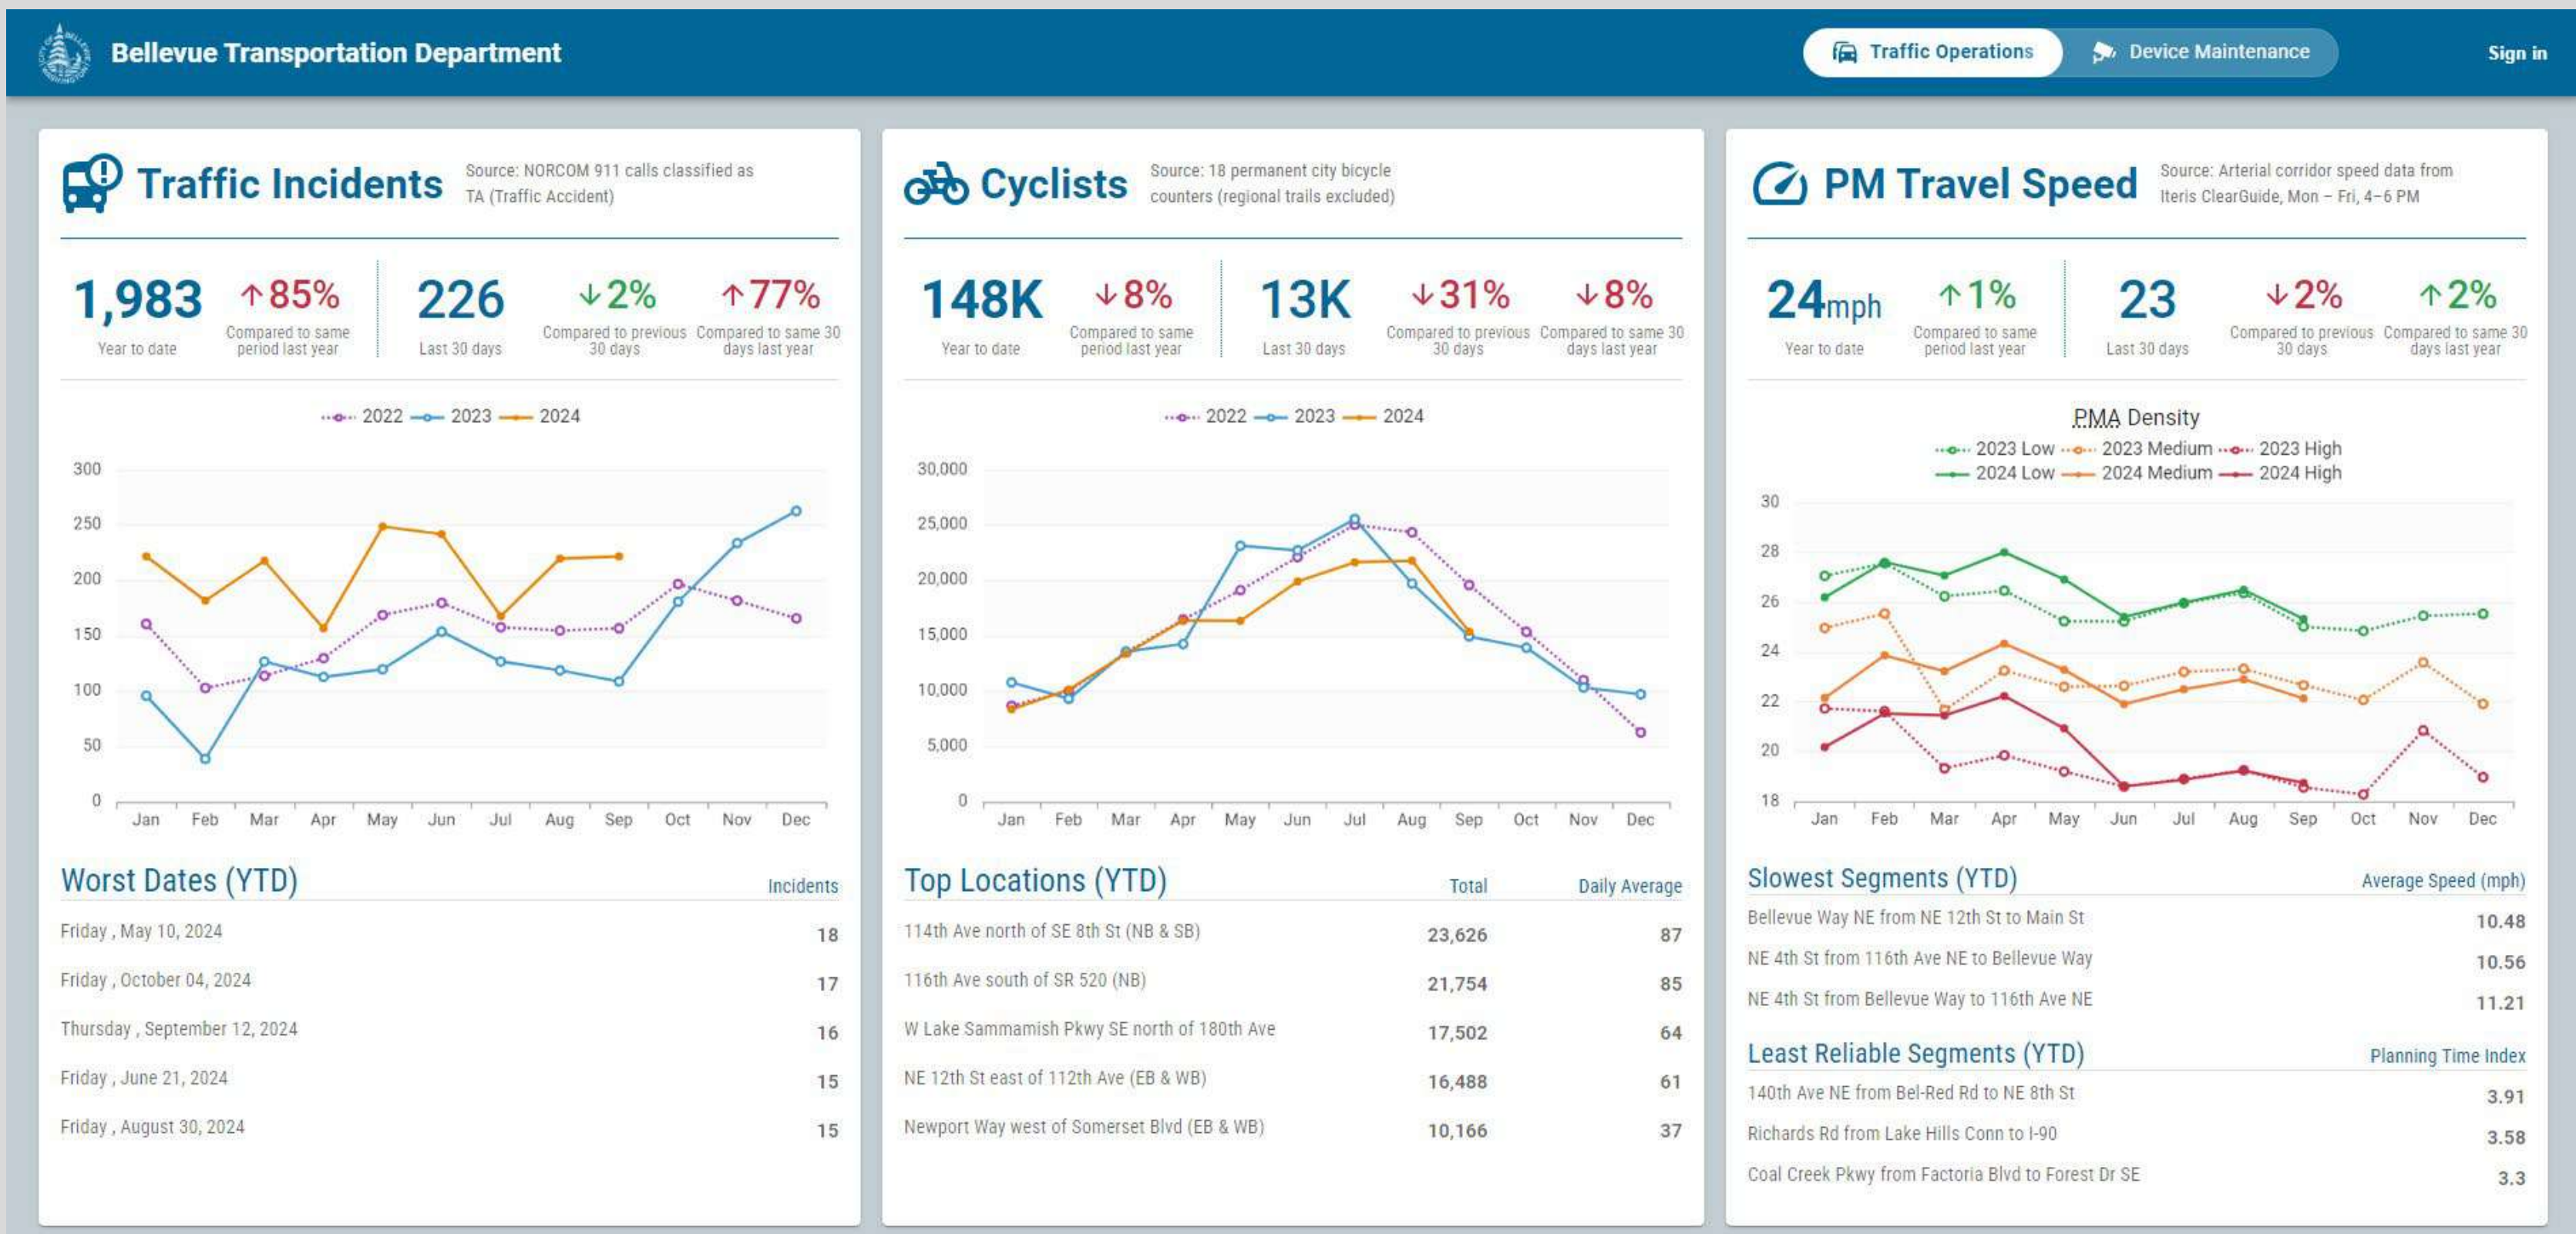 Bellevue Transportation Department
Traffic Operations
Device Maintenance
Sign in
Traffic Incidents
Source: NORCOM 911 calls classified as
TA (Traffic Accident)
1,983
Year to date
↑85%
Compared to same
period last year
226
Last 30 days
↓2%
Compared to previous
30 days
↑77%
Compared to same 30
days last year
2022 2023 2024
300
250
200
150
100
50
0
Jan Feb Mar Apr May Jun Jul Aug Sep Oct Nov Dec
Worst Dates (YTD) Incidents
Friday , May 10, 2024 18
Friday , October 04, 2024 17
Thursday , September 12, 2024 16
Friday , June 21, 2024 15
Friday , August 30, 2024 15
Cyclists
Source: 18 permanent city bicycle
counters (regional trails excluded)
148K
Year to date
↓8%
Compared to same
period last year
13K
Last 30 days
↓31%
Compared to previous
30 days
↓8%
Compared to same 30
days last year
2022 2023 2024
30,000
25,000
20,000
15,000
10,000
5,000
0
Jan Feb Mar Apr May Jun Jul Aug Sep Oct Nov Dec
Top Locations (YTD) Total Daily Average
114th Ave north of SE 8th St (NB & SB) 23,626 87
116th Ave south of SR 520 (NB) 21,754 85
W Lake Sammamish Pkwy SE north of 180th Ave 17,502 64
NE 12th St east of 112th Ave (EB & WB) 16,488 61
Newport Way west of Somerset Blvd (EB & WB) 10,166 37
PM Travel Speed
Source: Arterial corridor speed data from
Iteris ClearGuide, Mon – Fri, 4–6 PM
24mph
Year to date
↑1%
Compared to same
period last year
23
Last 30 days
↓2%
Compared to previous
30 days
↑2%
Compared to same 30
days last year
PMA Density
2023 Low 2023 Medium 2023 High
2024 Low 2024 Medium 2024 High
30
28
26
24
22
20
18
Jan Feb Mar Apr May Jun Jul Aug Sep Oct Nov Dec
Slowest Segments (YTD) Average Speed (mph)
Bellevue Way NE from NE 12th St to Main St 10.48
NE 4th St from 116th Ave NE to Bellevue Way 10.56
NE 4th St from Bellevue Way to 116th Ave NE 11.21
Least Reliable Segments (YTD) Planning Time Index
140th Ave NE from Bel-Red Rd to NE 8th St 3.91
Richards Rd from Lake Hills Conn to I-90 3.58
Coal Creek Pkwy from Factoria Blvd to Forest Dr SE 3.3